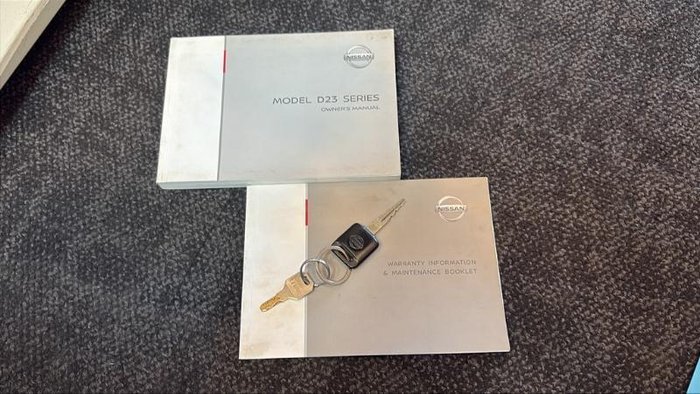 NISSAN
MODEL D23 SERIES
OWNER'S MANUAL
NISSAN
WARRANTY INFORMATION
& MAINTENANCE BOOKLET